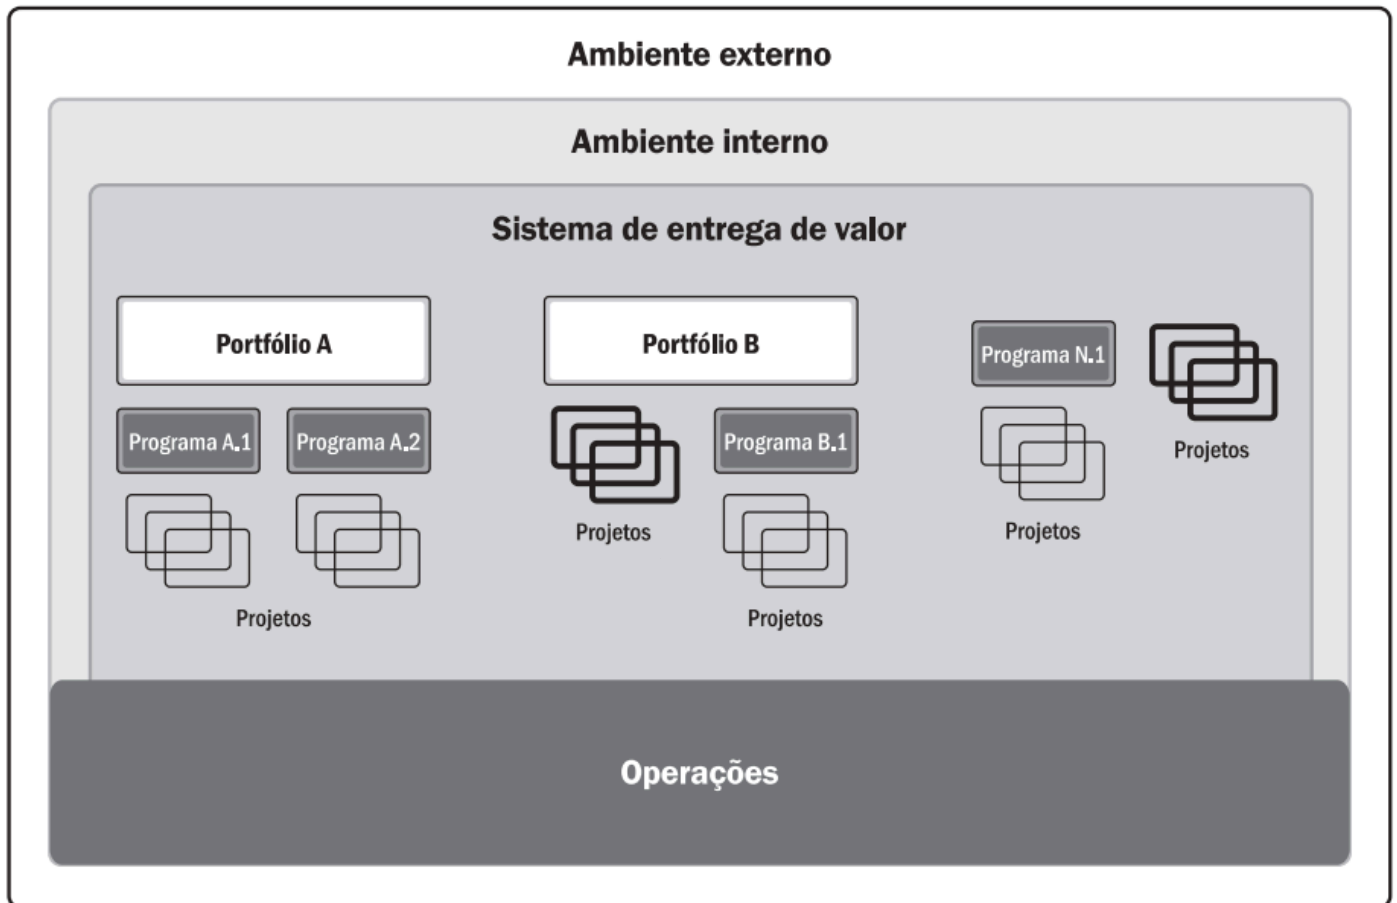 Ambiente externo
Ambiente interno
Sistema de entrega de valor
Portfólio A
Programa A.1
Programa A.2
Projetos
Portfólio B
Projetos
Programa B.1
Projetos
Programa N.1
Projetos
Projetos
Operações